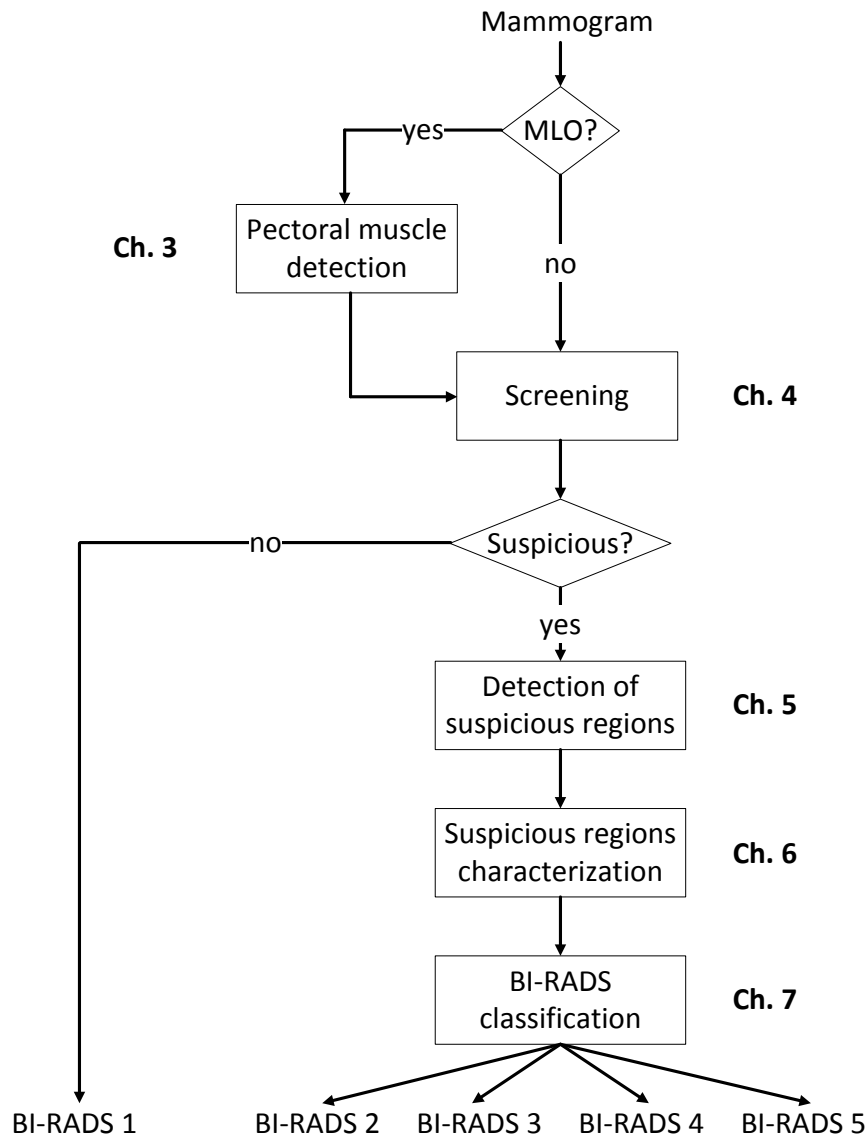 Mammogram
MLO?
yes
Pectoral muscle
detection
Ch. 3
no
Screening
Ch. 4
Suspicious?
no
yes
Detection of
suspicious regions
Ch. 5
Suspicious regions
characterization
Ch. 6
BI-RADS
classification
Ch. 7
BI-RADS 1
BI-RADS 2
BI-RADS 3
BI-RADS 4
BI-RADS 5